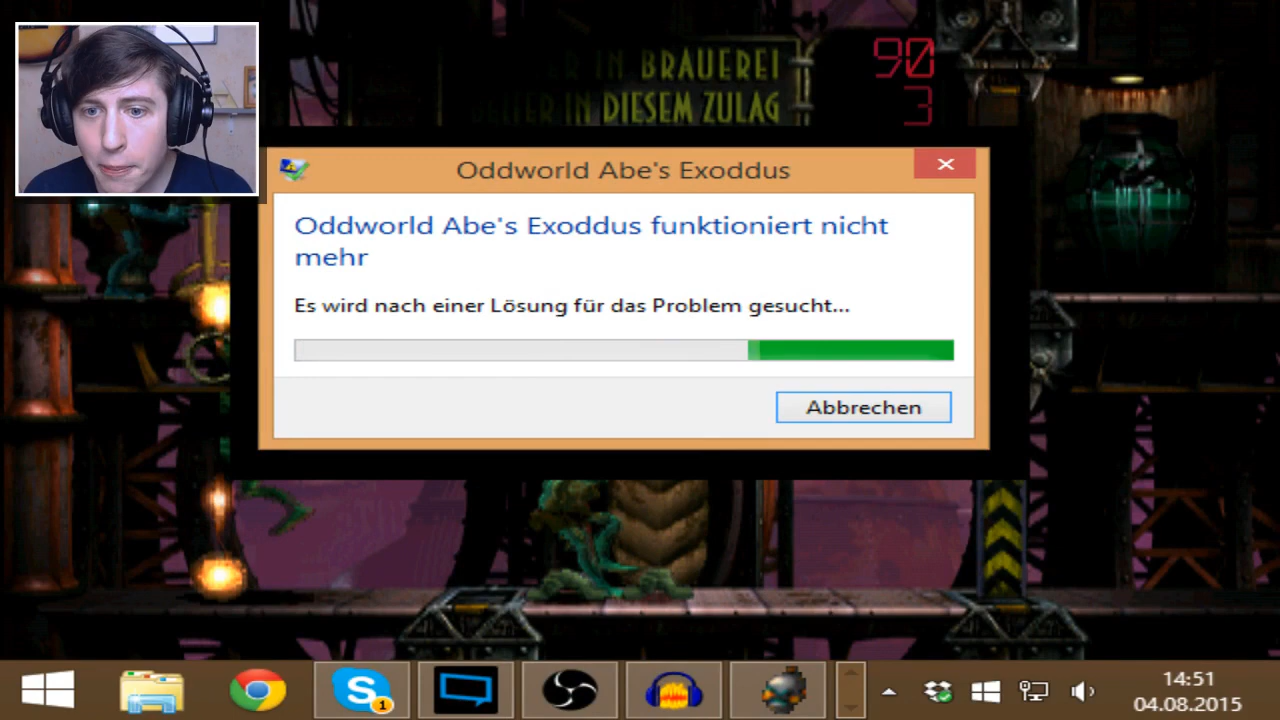 IN BRAUEREI
IN DIESEM ZULAG
90
3
Oddworld Abe's Exoddus
Oddworld Abe's Exoddus funktioniert nicht
mehr
Es wird nach einer Lösung für das Problem gesucht...
Abbrechen
S
1
14:51
04.08.2015